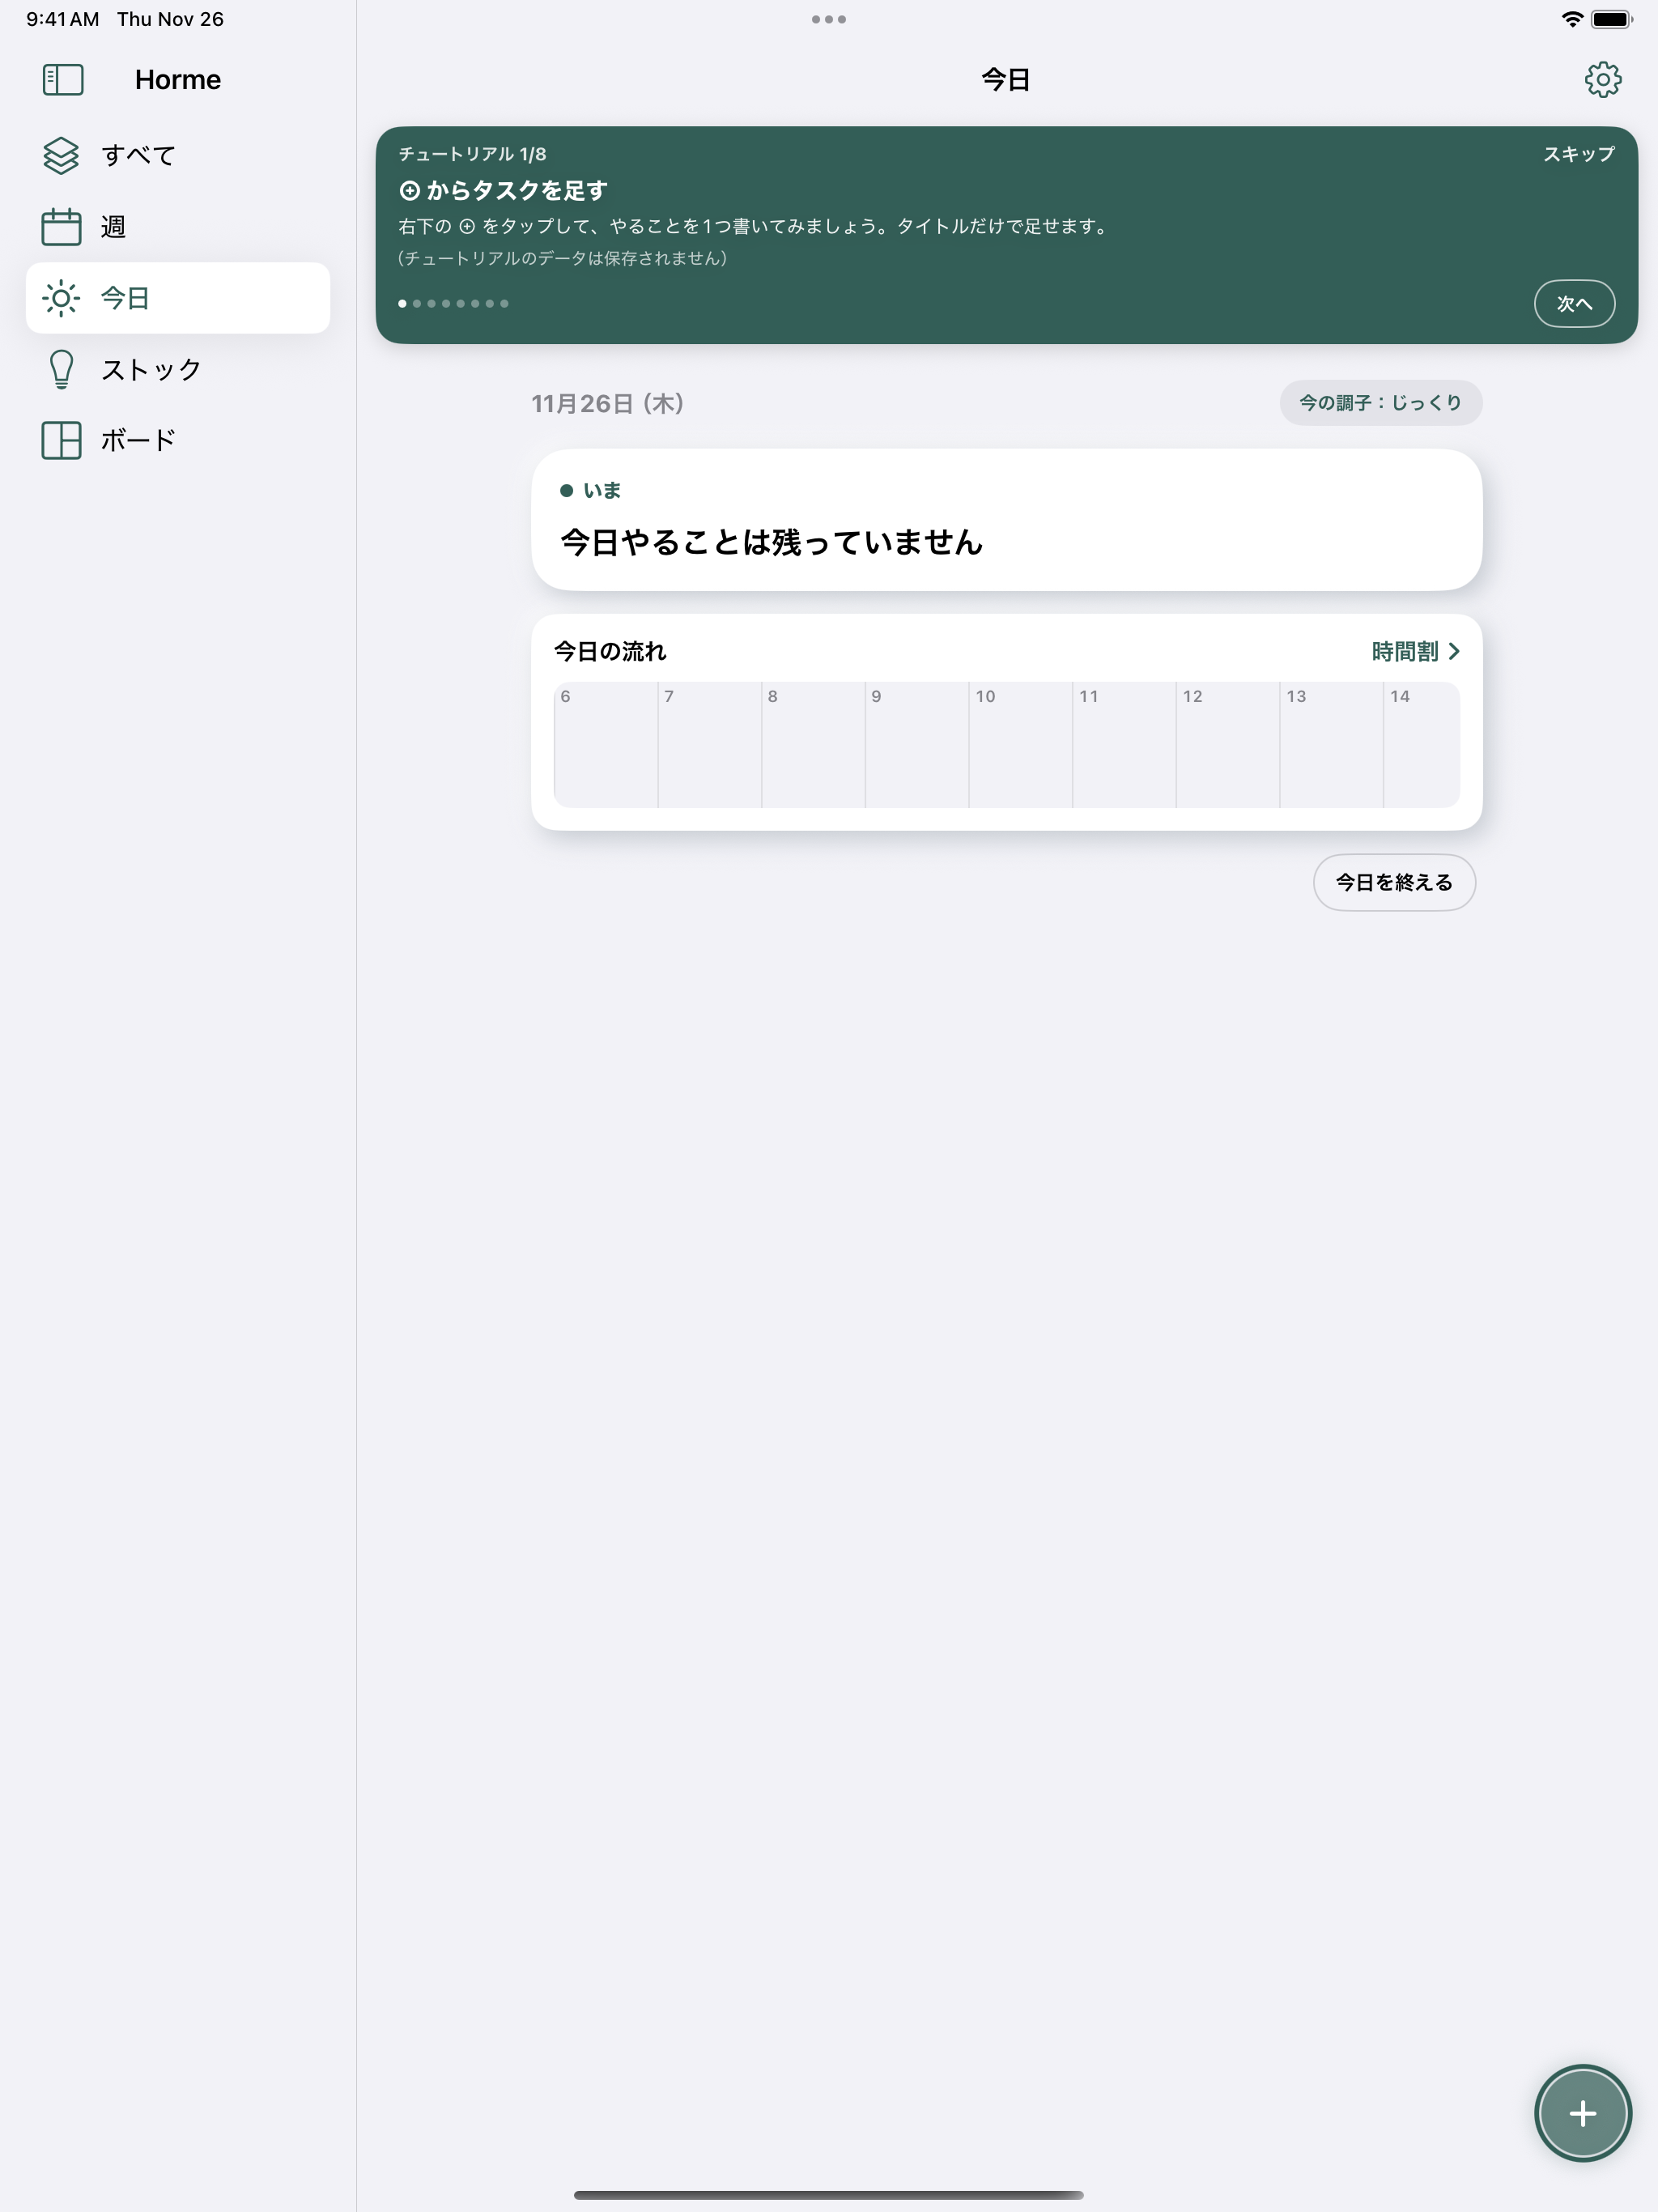 9:41 AM Thu Nov 26
Horme
すべて
週
今日
ストック
ボード
今日
チュートリアル 1/8
スキップ
⊕ からタスクを足す
右下の ⊕ をタップして、やることを1つ書いてみましょう。タイトルだけで足せます。
（チュートリアルのデータは保存されません）
次へ
11月26日（木）
今の調子：じっくり
いま
今日やることは残っていません
今日の流れ
時間割
6 7 8 9 10 11 12 13 14
今日を終える